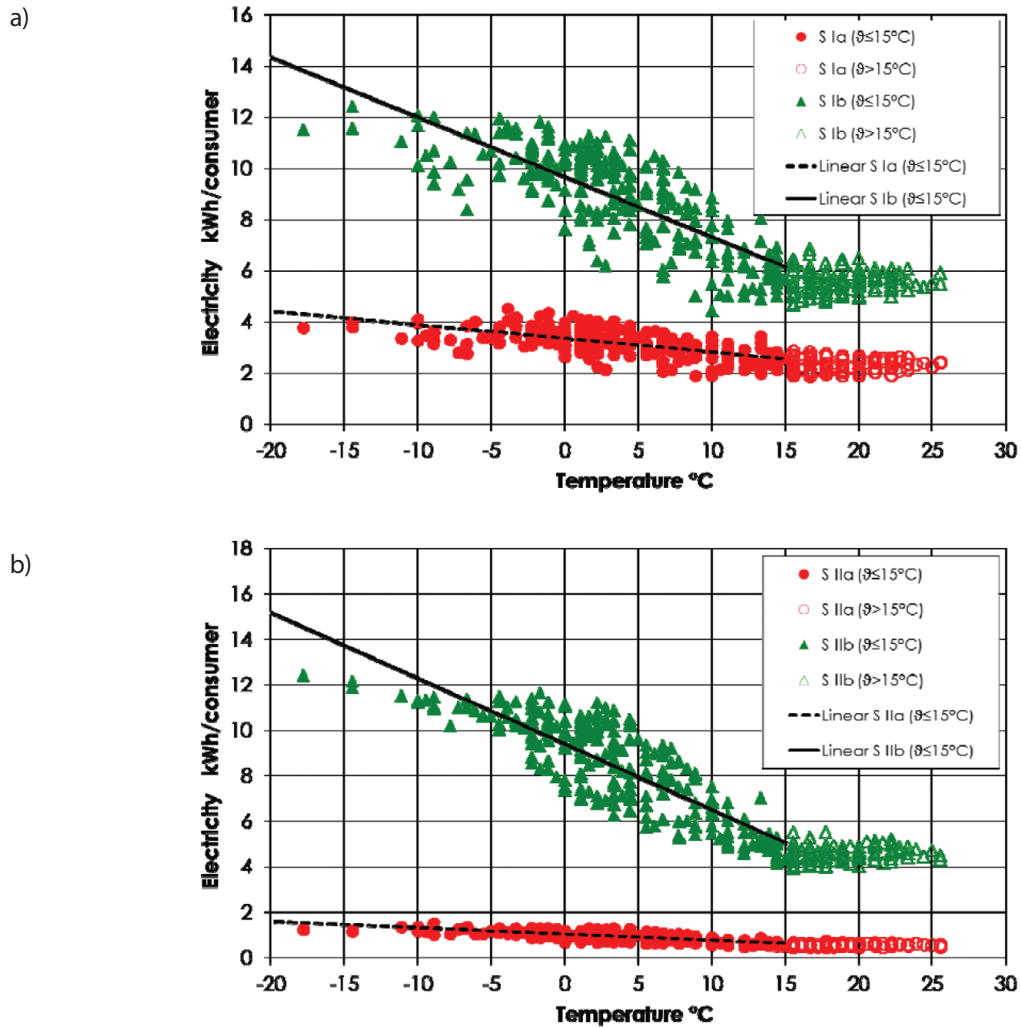 a)
Electricity kWh/consumer
16
14
12
10
8
6
4
2
0
-20 -15 -10 -5 0 5 10 15 20 25 30
Temperature ºC
S Ia (ϑ≤15°C)
S Ia (ϑ>15°C)
S Ib (ϑ≤15°C)
S Ib (ϑ>15°C)
Linear S Ia (ϑ≤15°C)
Linear S Ib (ϑ≤15°C)
b)
Electricity kWh/consumer
18
16
14
12
10
8
6
4
2
0
-20 -15 -10 -5 0 5 10 15 20 25 30
Temperature ºC
S IIa (ϑ≤15°C)
S IIa (ϑ>15°C)
S IIb (ϑ≤15°C)
S IIb (ϑ>15°C)
Linear S IIa (ϑ≤15°C)
Linear S IIb (ϑ≤15°C)